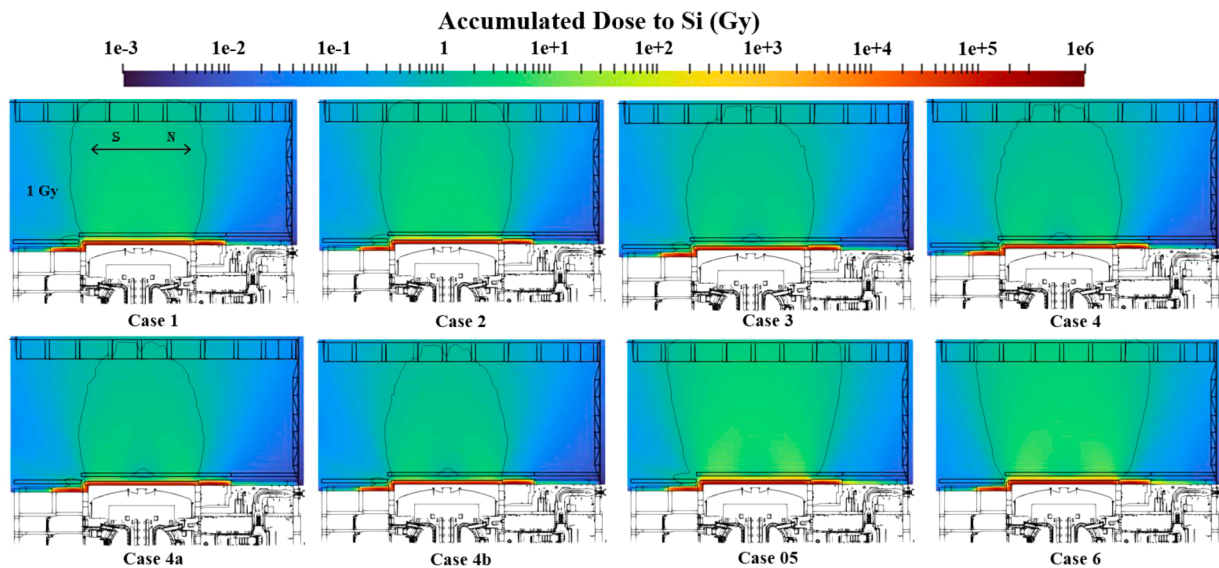 Accumulated Dose to Si (Gy)
1e-3 1e-2 1e-1 1 1e+1 1e+2 1e+3 1e+4 1e+5 1e6
S N
1 Gy
Case 1 Case 2 Case 3 Case 4
Case 4a Case 4b Case 05 Case 6